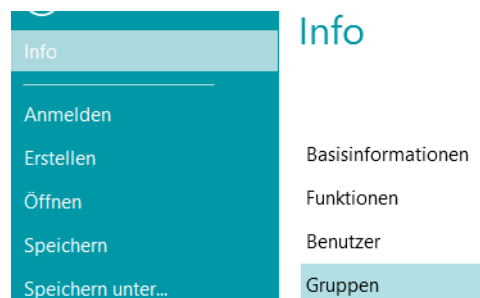 Info
Anmelden
Erstellen
Öffnen
Speichern
Speichern unter...
Info
Basisinformationen
Funktionen
Benutzer
Gruppen